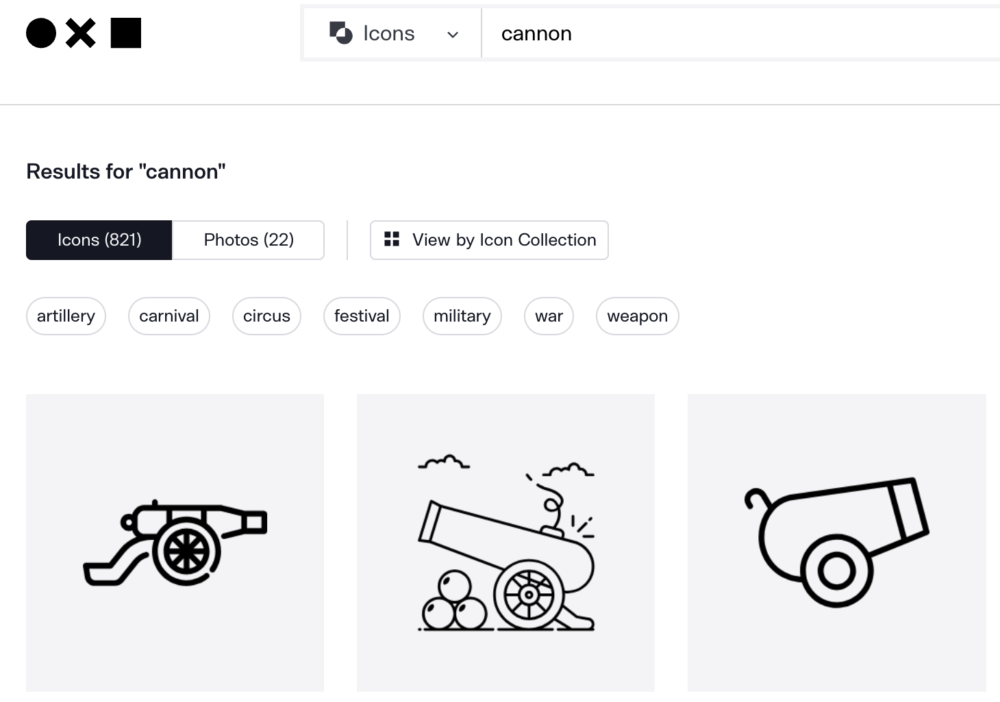 Icons
cannon
Results for "cannon"
Icons (821)
Photos (22)
View by Icon Collection
artillery
carnival
circus
festival
military
war
weapon